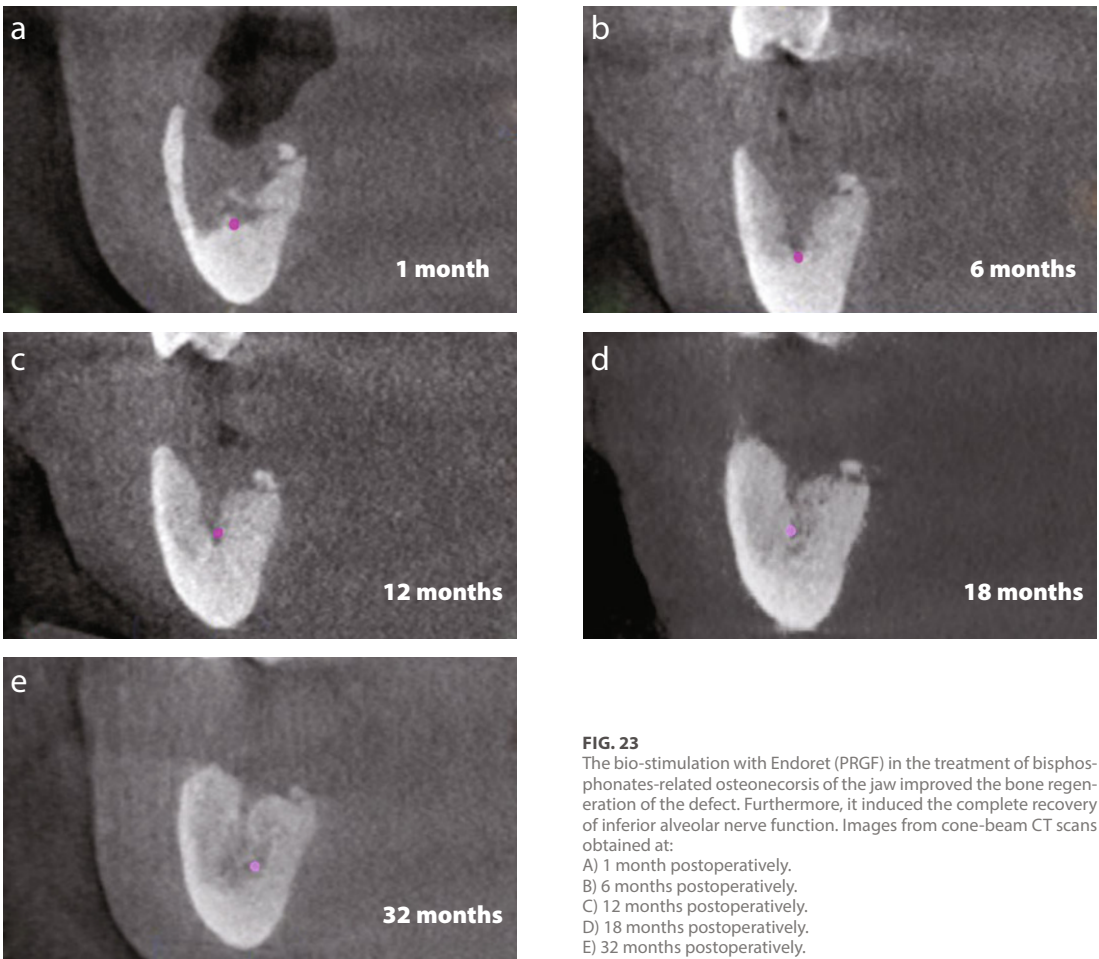 a
1 month
b
6 months
c
12 months
d
18 months
e
32 months
FIG. 23
The bio-stimulation with Endoret (PRGF) in the treatment of bisphos-
phonates-related osteonecorsis of the jaw improved the bone regen-
eration of the defect. Furthermore, it induced the complete recovery
of inferior alveolar nerve function. Images from cone-beam CT scans
obtained at:
A) 1 month postoperatively.
B) 6 months postoperatively.
C) 12 months postoperatively.
D) 18 months postoperatively.
E) 32 months postoperatively.